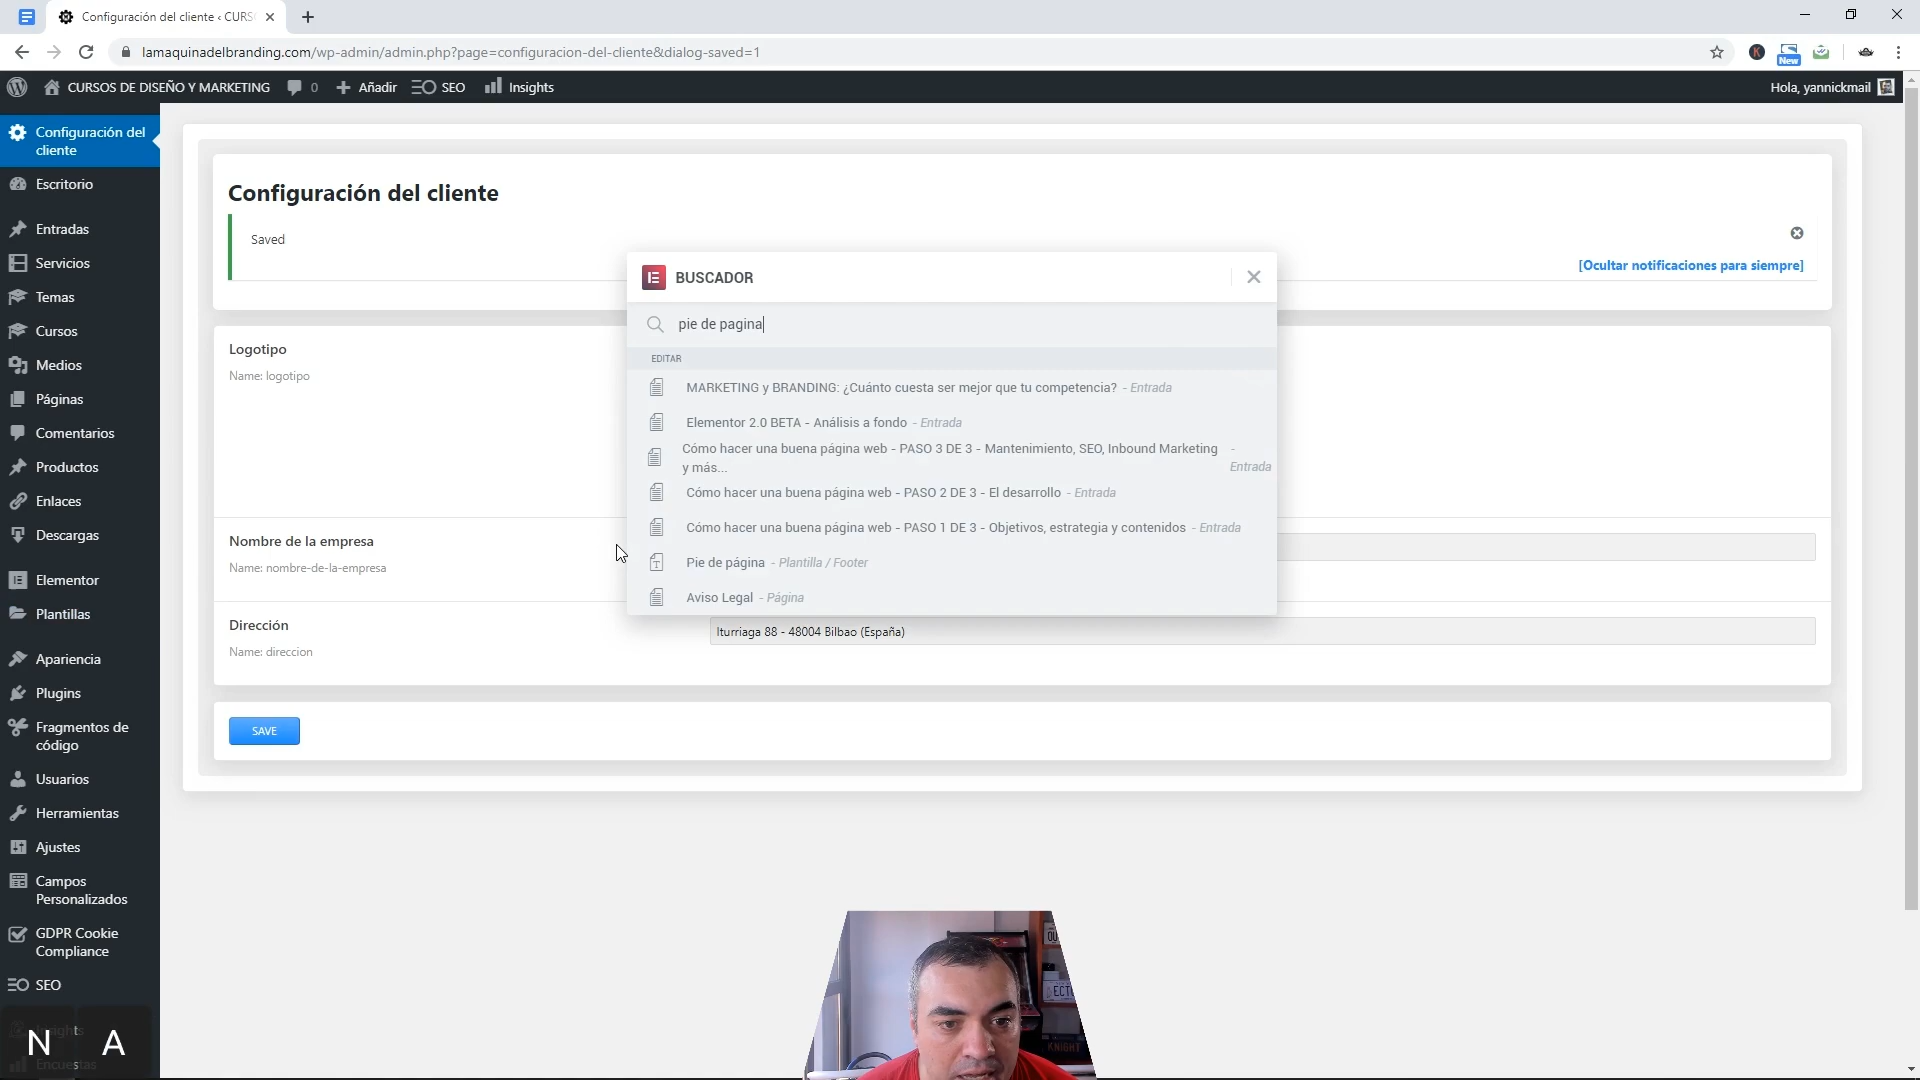 Configuración del cliente ‹ CURS
lamaquinadelbranding.com/wp-admin/admin.php?page=configuracion-del-cliente&dialog-saved=1
K
New
CURSOS DE DISEÑO Y MARKETING
0
Añadir
SEO
Insights
Hola, yannickmail
Configuración del
cliente
Escritorio
Entradas
Servicios
Temas
Cursos
Medios
Páginas
Comentarios
Productos
Enlaces
Descargas
Elementor
Plantillas
Apariencia
Plugins
Fragmentos de
código
Usuarios
Herramientas
Ajustes
Campos
Personalizados
GDPR Cookie
Compliance
SEO
Insights
Encuestas
N A
Configuración del cliente
Saved
[Ocultar notificaciones para siempre]
Logotipo
Name: logotipo
Nombre de la empresa
Name: nombre-de-la-empresa
Dirección
Name: direccion
Iturriaga 88 - 48004 Bilbao (España)
SAVE
BUSCADOR
pie de pagina
EDITAR
MARKETING y BRANDING: ¿Cuánto cuesta ser mejor que tu competencia? - Entrada
Elementor 2.0 BETA - Análisis a fondo - Entrada
Cómo hacer una buena página web - PASO 3 DE 3 - Mantenimiento, SEO, Inbound Marketing -
y más... Entrada
Cómo hacer una buena página web - PASO 2 DE 3 - El desarrollo - Entrada
Cómo hacer una buena página web - PASO 1 DE 3 - Objetivos, estrategia y contenidos - Entrada
Pie de página - Plantilla / Footer
Aviso Legal - Página
KNIGHT